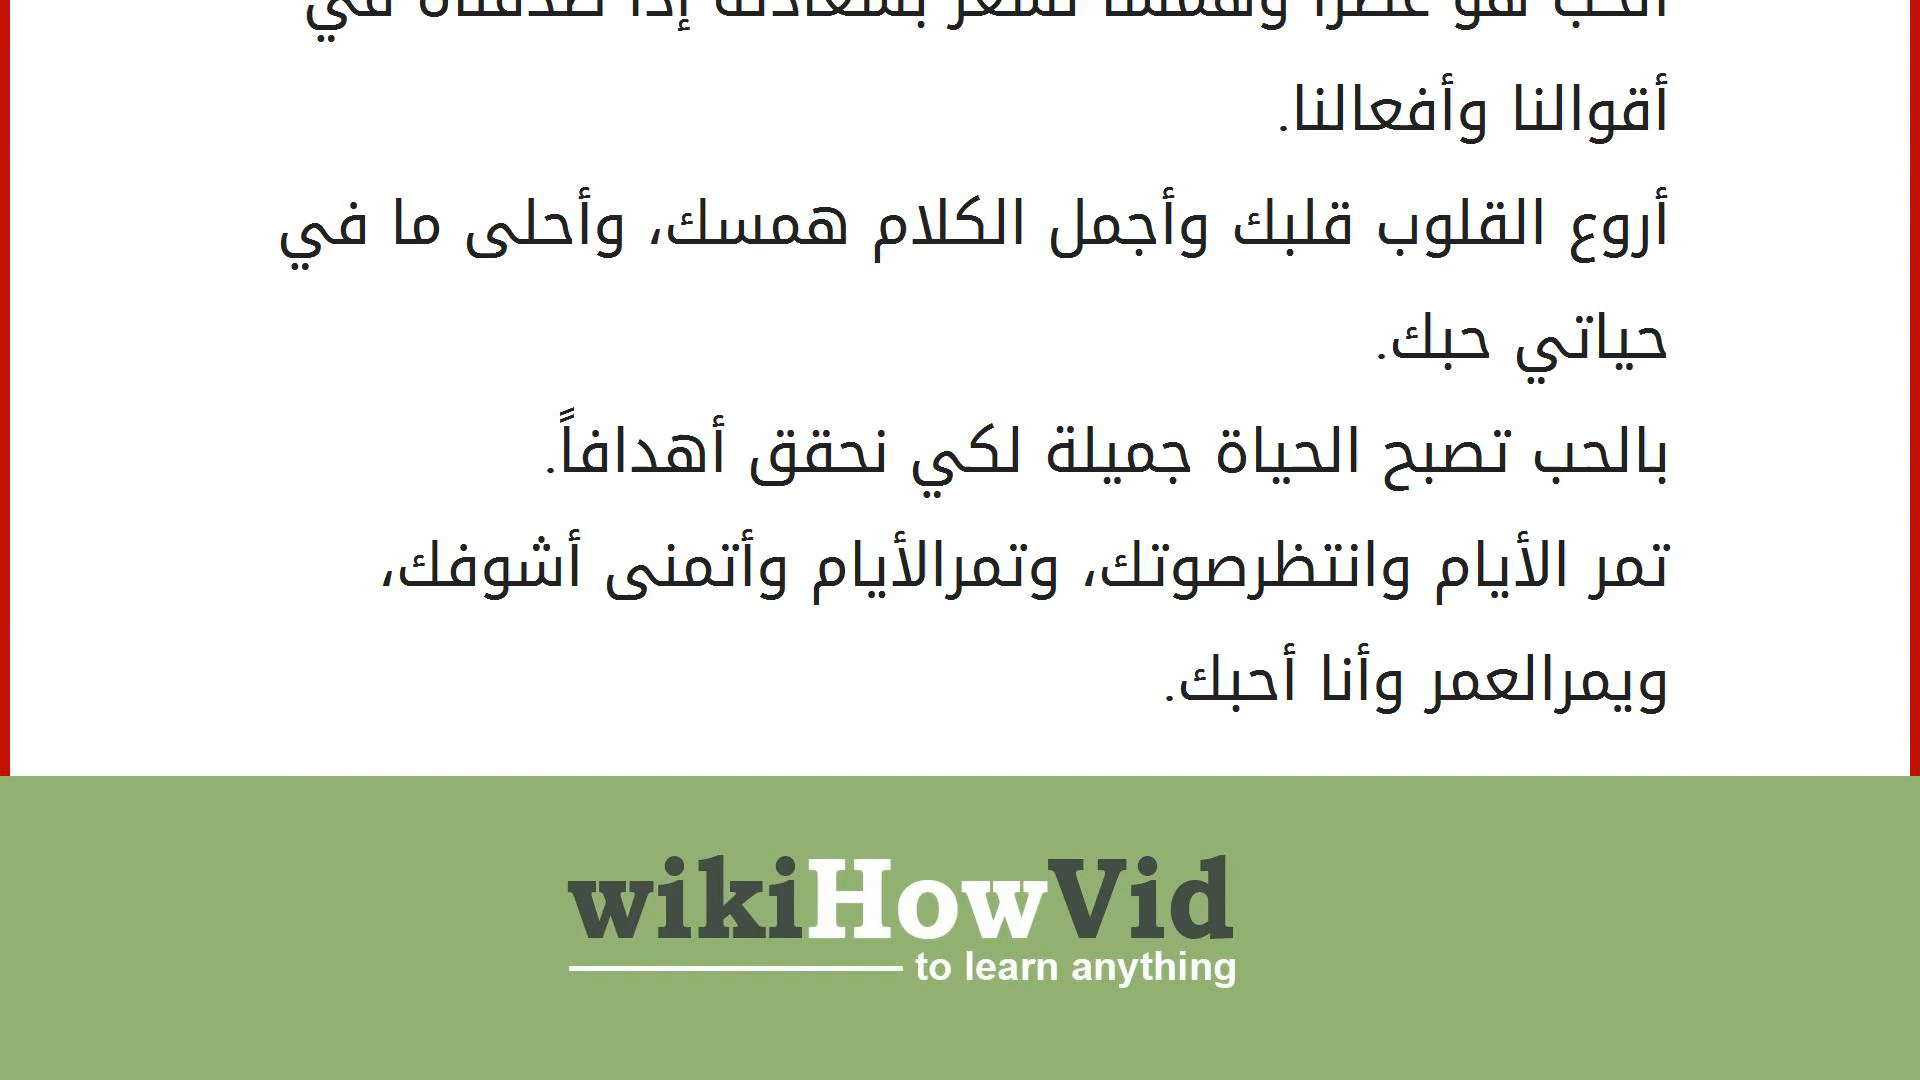 في
أقوالنا وأفعالنا.
أروع القلوب قلبك وأجمل الكلام همسك، وأحلى ما في
حياتي حبك.
بالحب تصبح الحياة جميلة لكي نحقق أهدافاً.
تمر الأيام وانتظرصوتك، وتمرالأيام وأتمنى أشوفك،
ويمرالعمر وأنا أحبك.
wikiHowVid
to learn anything